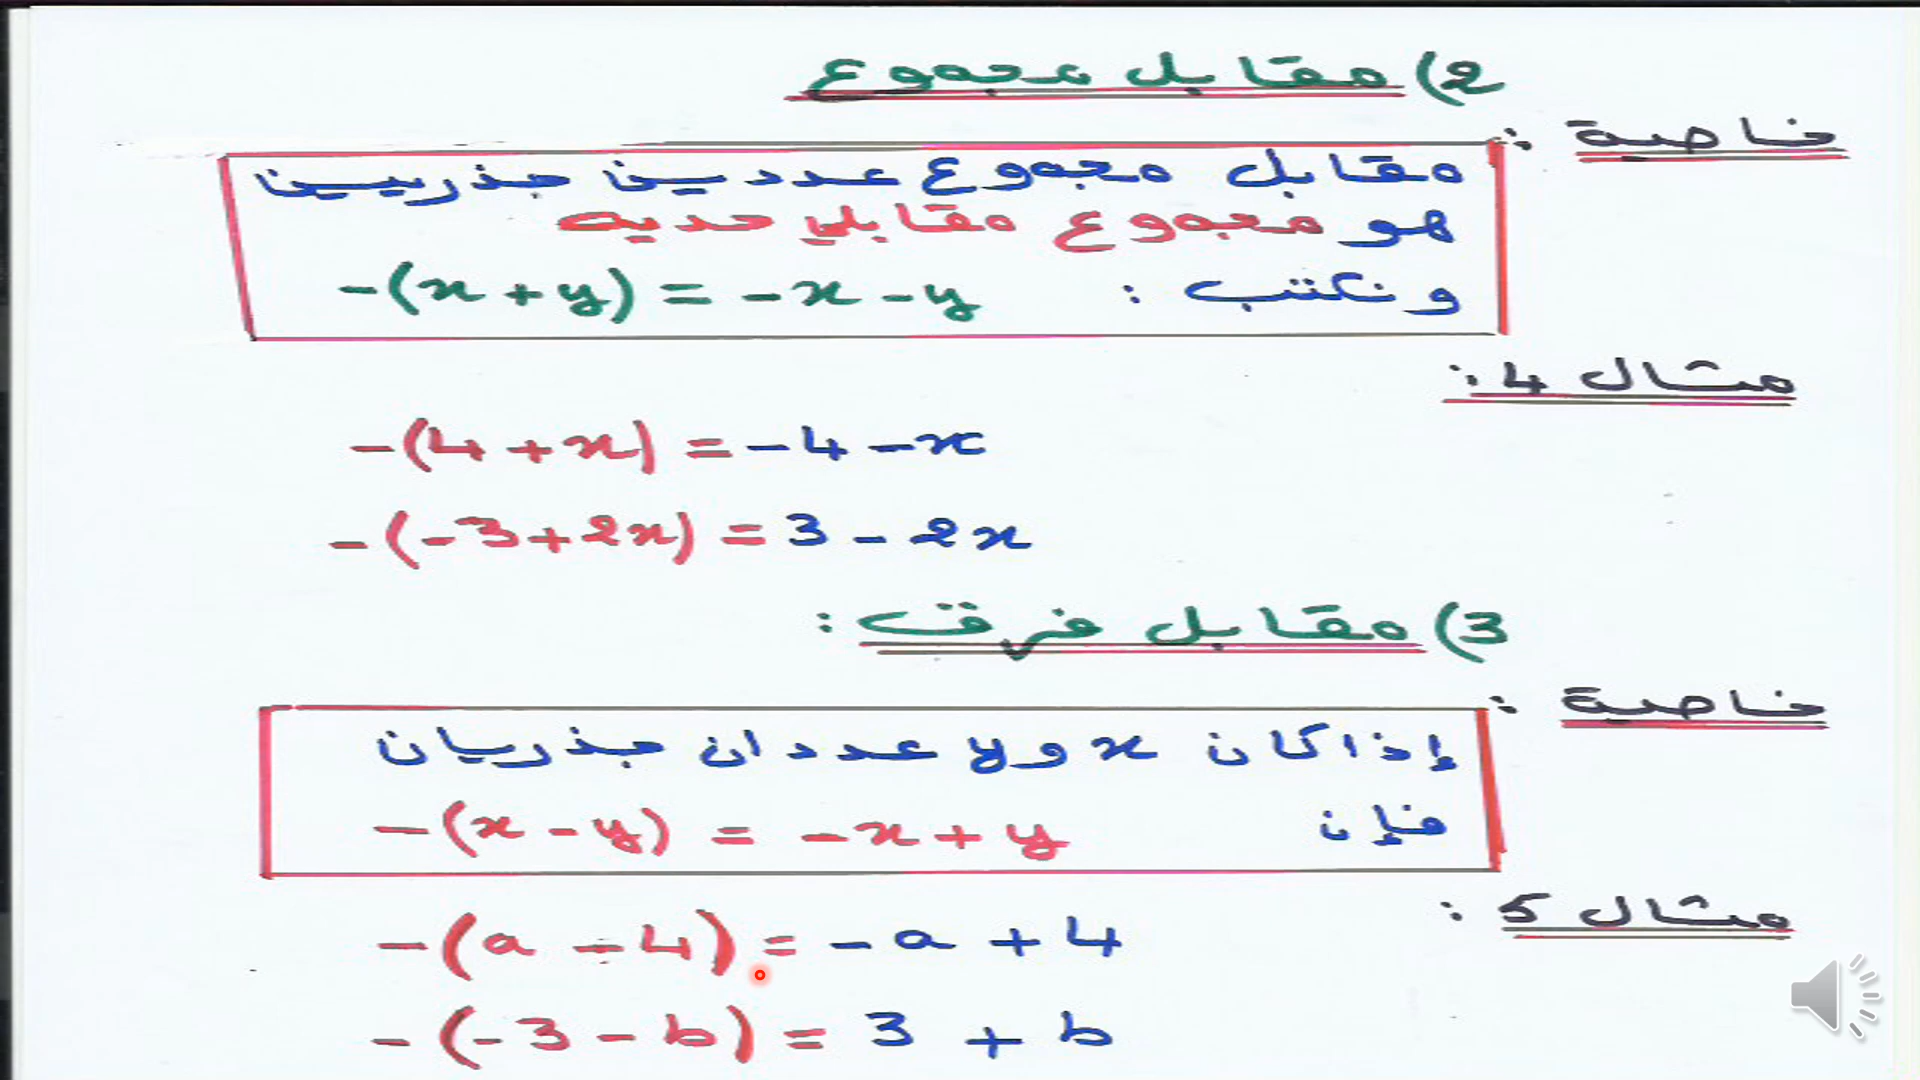 2) مقابل مجموع
خاصية :
مقابل مجموع عددين جذريين
هو مجموع مقابلي حديه
ونكتب : -(x+y) = -x-y
مثال 4 :
-(4+x) = -4-x
-(-3+2x) = 3-2x
3) مقابل فرق :
خاصية :
إذا كان x و y عددان جذريان
فإن -(x-y) = -x+y
مثال 5 :
-(a-4) = -a+4
-(-3-b) = 3+b